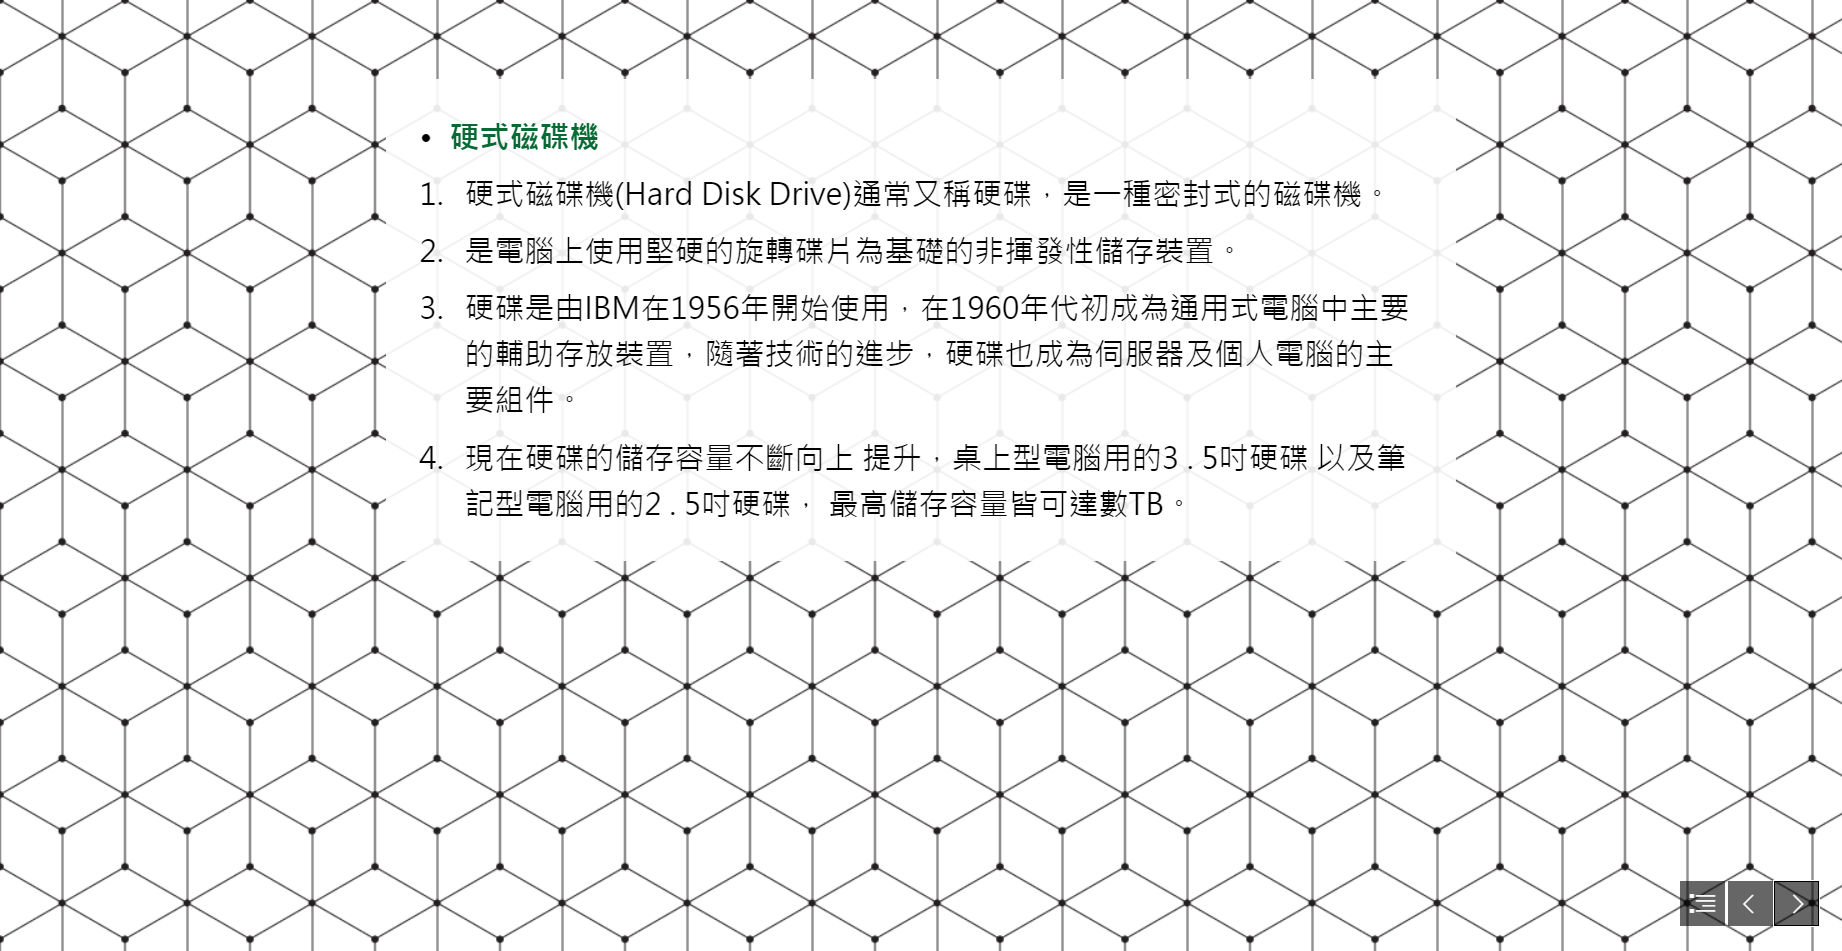 • 硬式磁碟機
1. 硬式磁碟機(Hard Disk Drive)通常又稱硬碟，是一種密封式的磁碟機。
2. 是電腦上使用堅硬的旋轉碟片為基礎的非揮發性儲存裝置。
3. 硬碟是由IBM在1956年開始使用，在1960年代初成為通用式電腦中主要
的輔助存放裝置，隨著技術的進步，硬碟也成為伺服器及個人電腦的主
要組件。
4. 現在硬碟的儲存容量不斷向上 提升，桌上型電腦用的3 . 5吋硬碟 以及筆
記型電腦用的2 . 5吋硬碟， 最高儲存容量皆可達數TB。